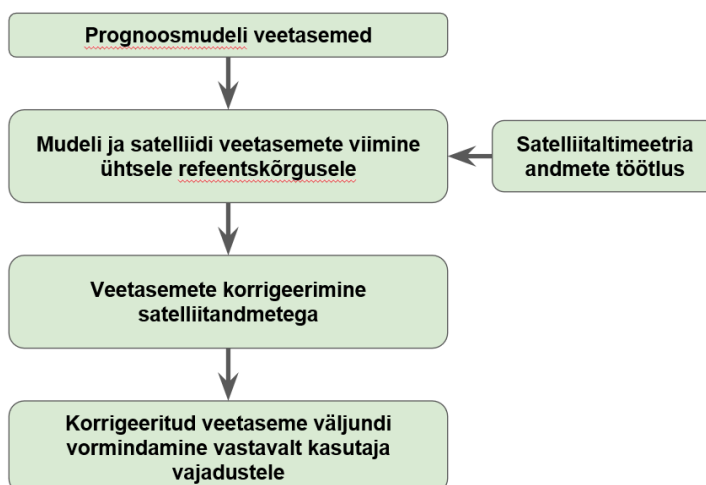 Prognoosmudeli veetasemed
Mudeli ja satelliidi veetasemete viimine
ühtsele refeentskõrgusele
Satelliitaltimeetria
andmete töötlus
Veetasemete korrigeerimine
satelliitandmetega
Korrigeeritud veetaseme väljundi
vormindamine vastavalt kasutaja
vajadustele